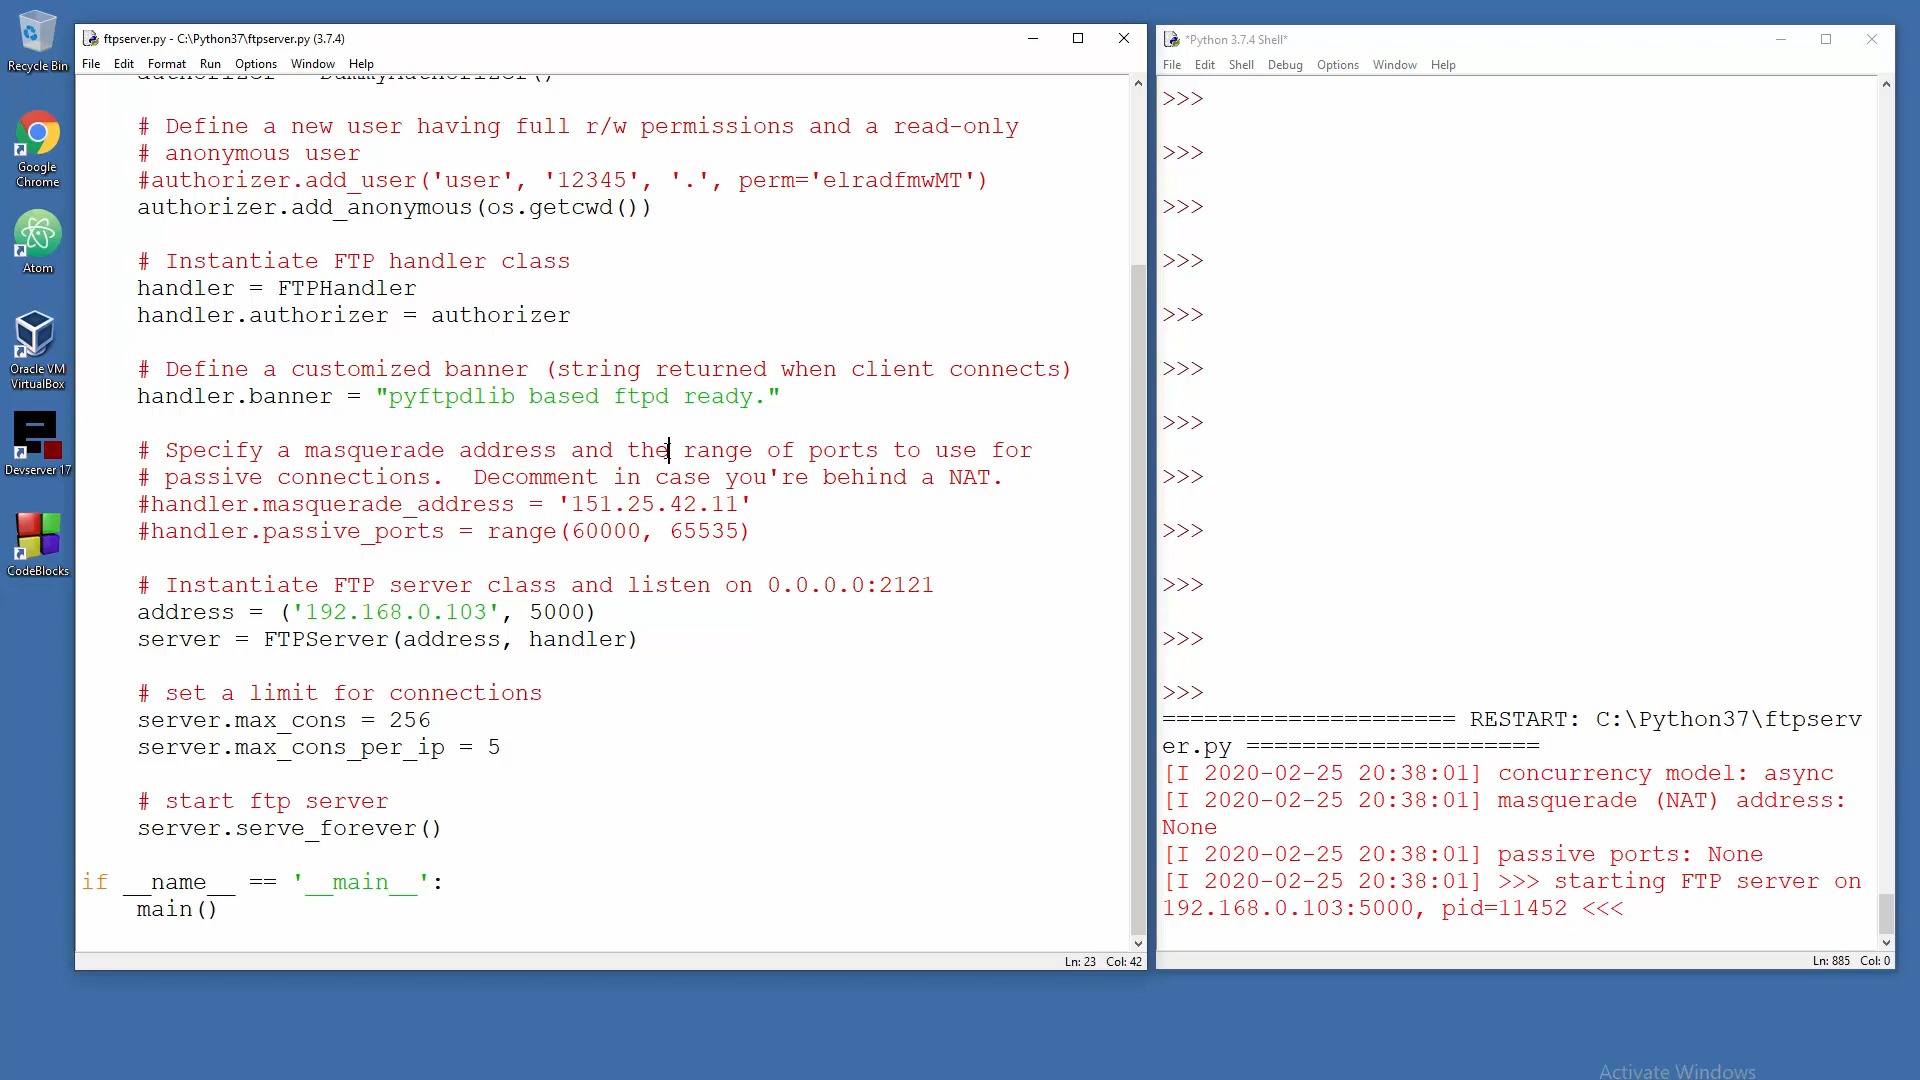 Recycle Bin
Google
Chrome
Atom
Oracle VM
VirtualBox
Devserver 17
CodeBlocks
ftpserver.py - C:\Python37\ftpserver.py (3.7.4)
File Edit Format Run Options Window Help
authorizer = DummyAuthorizer()
# Define a new user having full r/w permissions and a read-only
# anonymous user
#authorizer.add_user('user', '12345', '.', perm='elradfmwMT')
authorizer.add_anonymous(os.getcwd())
# Instantiate FTP handler class
handler = FTPHandler
handler.authorizer = authorizer
# Define a customized banner (string returned when client connects)
handler.banner = "pyftpdlib based ftpd ready."
# Specify a masquerade address and the range of ports to use for
# passive connections.  Decomment in case you're behind a NAT.
#handler.masquerade_address = '151.25.42.11'
#handler.passive_ports = range(60000, 65535)
# Instantiate FTP server class and listen on 0.0.0.0:2121
address = ('192.168.0.103', 5000)
server = FTPServer(address, handler)
# set a limit for connections
server.max_cons = 256
server.max_cons_per_ip = 5
# start ftp server
server.serve_forever()
if __name__ == '__main__':
main()
Ln: 23 Col: 42
*Python 3.7.4 Shell*
File Edit Shell Debug Options Window Help
>>>
>>>
>>>
>>>
>>>
>>>
>>>
>>>
>>>
>>>
>>>
>>>
===================== RESTART: C:\Python37\ftpserv
er.py =====================
[I 2020-02-25 20:38:01] concurrency model: async
[I 2020-02-25 20:38:01] masquerade (NAT) address:
None
[I 2020-02-25 20:38:01] passive ports: None
[I 2020-02-25 20:38:01] >>> starting FTP server on
192.168.0.103:5000, pid=11452 <<<
Ln: 885 Col: 0
Activate Windows